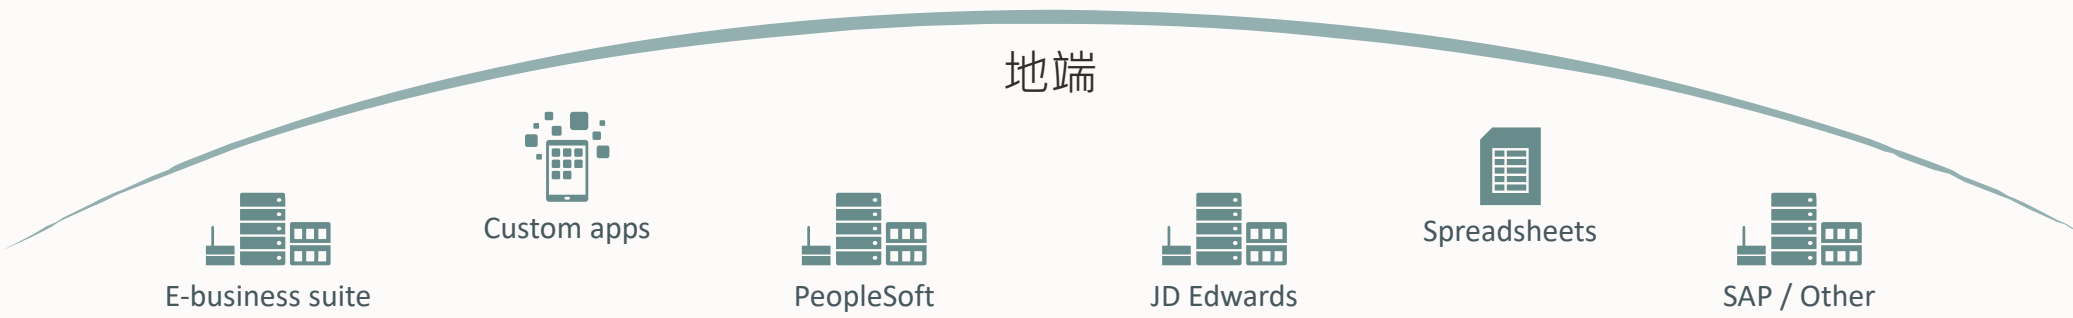 地端
Custom apps
Spreadsheets
E-business suite
PeopleSoft
JD Edwards
SAP / Other